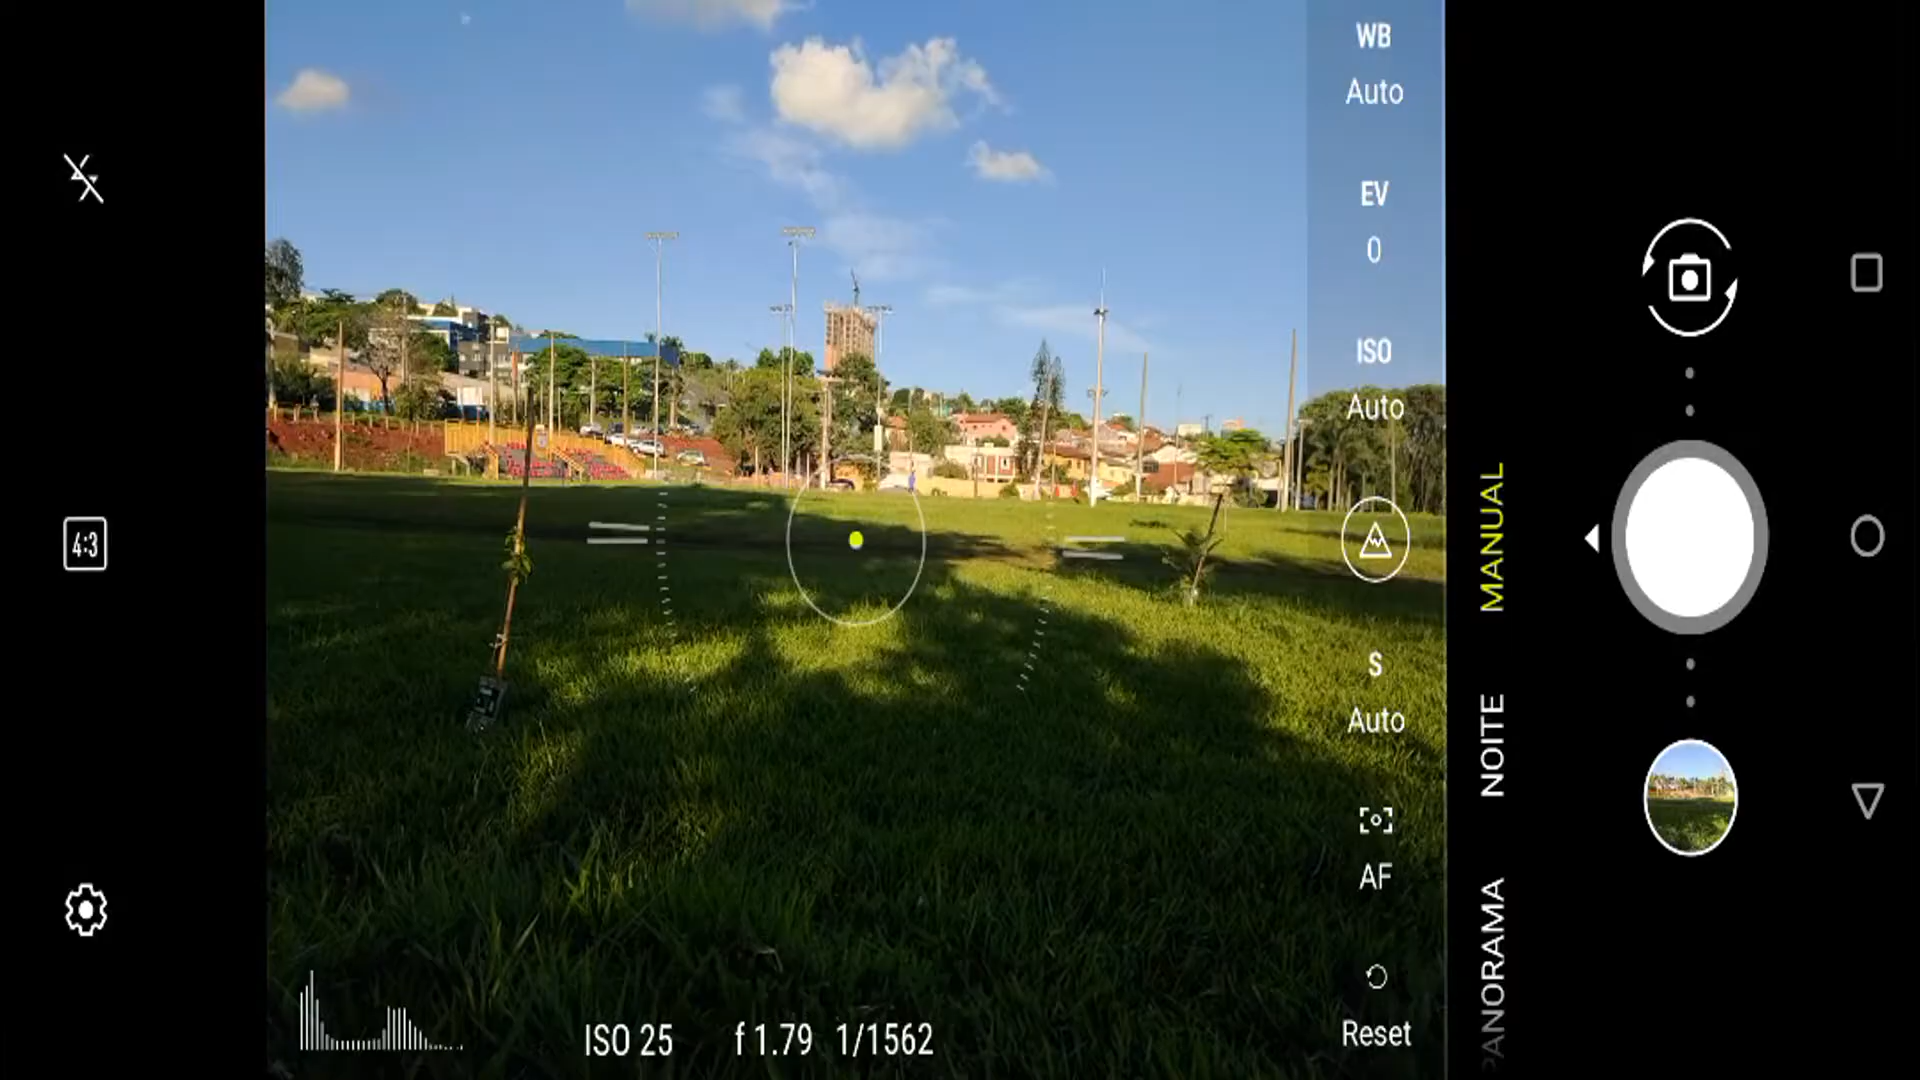 4:3
WB
Auto
EV
0
ISO
Auto
S
Auto
AF
Reset
ISO 25 f 1.79 1/1562
MANUAL
NOITE
PANORAMA